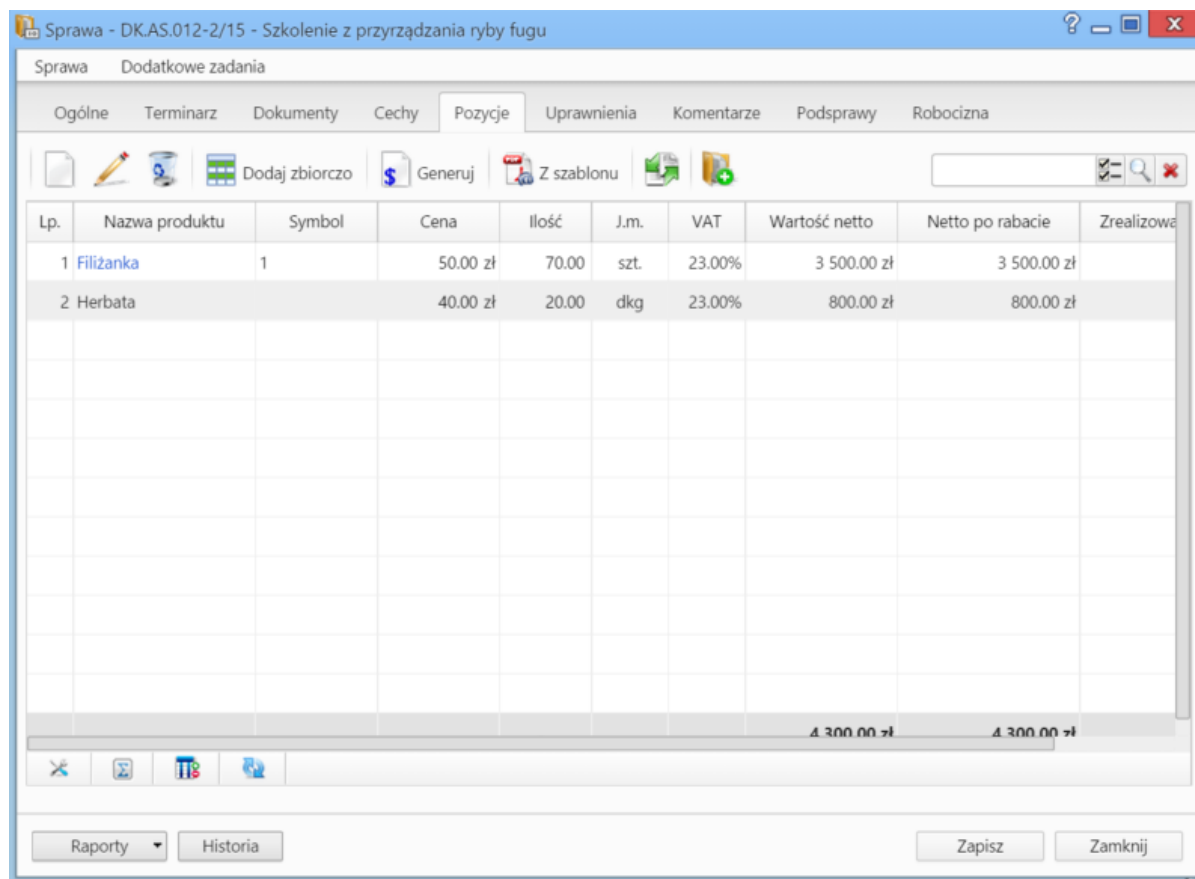 Sprawa - DK.AS.012-2/15 - Szkolenie z przyrządzania ryby fugu
Sprawa Dodatkowe zadania
Ogólne Terminarz Dokumenty Cechy Pozycje Uprawnienia Komentarze Podsprawy Robocizna
Dodaj zbiorczo Generuj Z szablonu
Lp. Nazwa produktu Symbol Cena Ilość J.m. VAT Wartość netto Netto po rabacie Zrealizowa
1 Filiżanka 1 50.00 zł 70.00 szt. 23.00% 3 500.00 zł 3 500.00 zł
2 Herbata 40.00 zł 20.00 dkg 23.00% 800.00 zł 800.00 zł
4 300.00 zł 4 300.00 zł
Raporty Historia Zapisz Zamknij